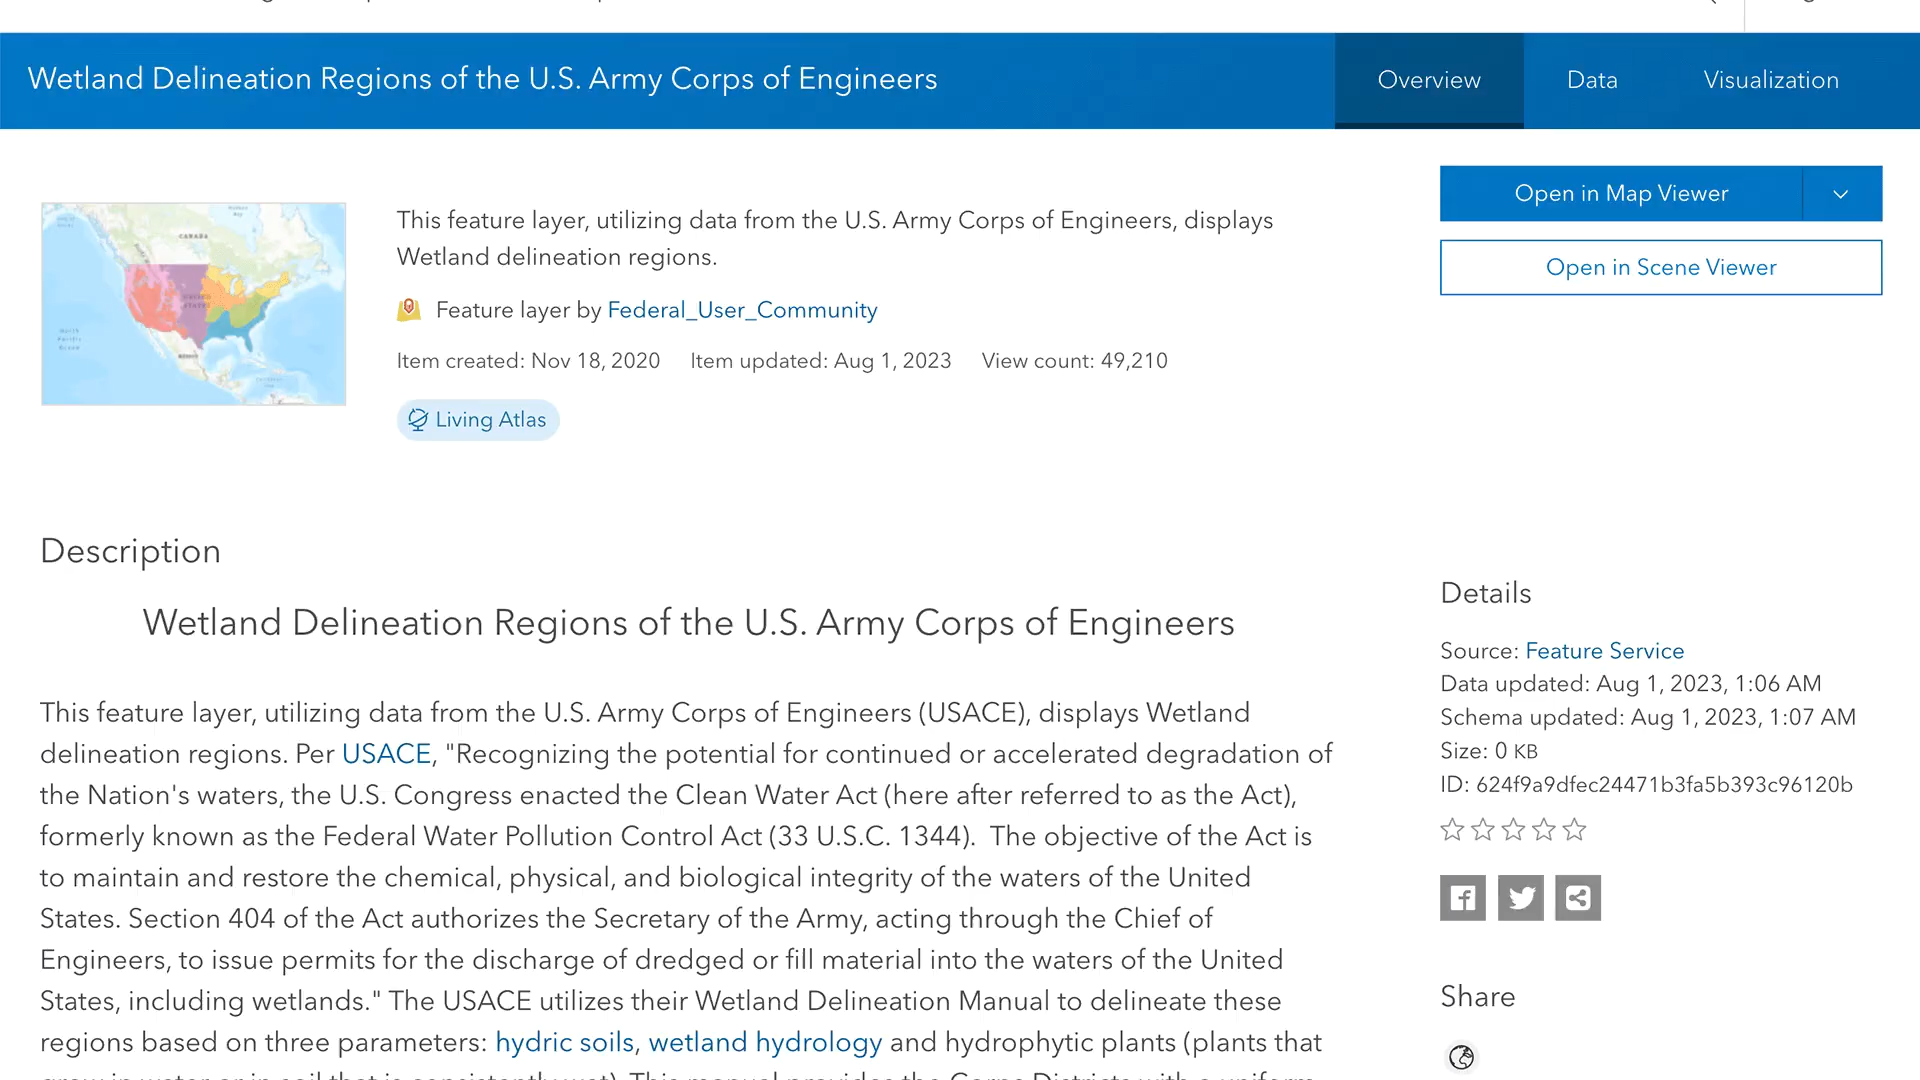 Wetland Delineation Regions of the U.S. Army Corps of Engineers
Overview
Data
Visualization
Open in Map Viewer
Open in Scene Viewer
This feature layer, utilizing data from the U.S. Army Corps of Engineers, displays
Wetland delineation regions.
Feature layer by Federal_User_Community
Item created: Nov 18, 2020 Item updated: Aug 1, 2023 View count: 49,210
Living Atlas
CANADA
UNITED
STATES
MEXICO
North
Pacific
Ocean
Description
Wetland Delineation Regions of the U.S. Army Corps of Engineers
This feature layer, utilizing data from the U.S. Army Corps of Engineers (USACE), displays Wetland
delineation regions. Per USACE, "Recognizing the potential for continued or accelerated degradation of
the Nation's waters, the U.S. Congress enacted the Clean Water Act (here after referred to as the Act),
formerly known as the Federal Water Pollution Control Act (33 U.S.C. 1344).  The objective of the Act is
to maintain and restore the chemical, physical, and biological integrity of the waters of the United
States. Section 404 of the Act authorizes the Secretary of the Army, acting through the Chief of
Engineers, to issue permits for the discharge of dredged or fill material into the waters of the United
States, including wetlands." The USACE utilizes their Wetland Delineation Manual to delineate these
regions based on three parameters: hydric soils, wetland hydrology and hydrophytic plants (plants that
Details
Source: Feature Service
Data updated: Aug 1, 2023, 1:06 AM
Schema updated: Aug 1, 2023, 1:07 AM
Size: 0 KB
ID: 624f9a9dfec24471b3fa5b393c96120b
Share